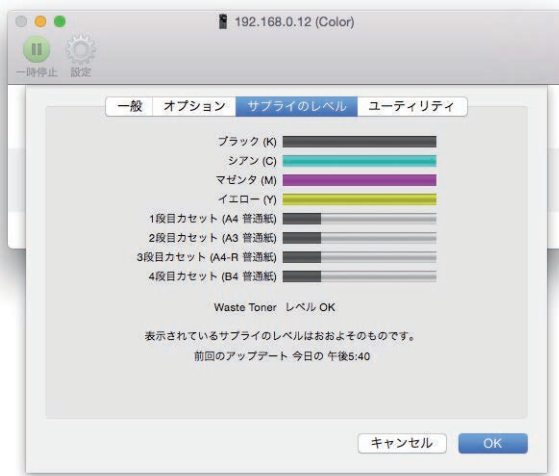 192.168.0.12 (Color)
一時停止 設定
一般 オプション サプライのレベル ユーティリティ
ブラック (K)
シアン (C)
マゼンタ (M)
イエロー (Y)
1段目カセット (A4 普通紙)
2段目カセット (A3 普通紙)
3段目カセット (A4-R 普通紙)
4段目カセット (B4 普通紙)
Waste Toner レベル OK
表示されているサプライのレベルはおおよそのものです。
前回のアップデート 今日の 午後5:40
キャンセル OK